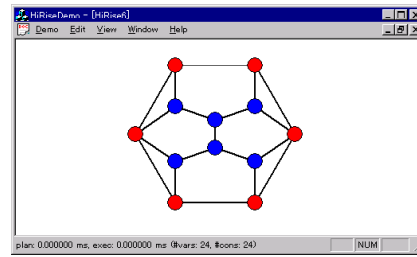 HiRiseDemo - [HiRise6]
Demo Edit View Window Help
plan: 0.000000 ms, exec: 0.000000 ms (#vars: 24, #cons: 24) NUM